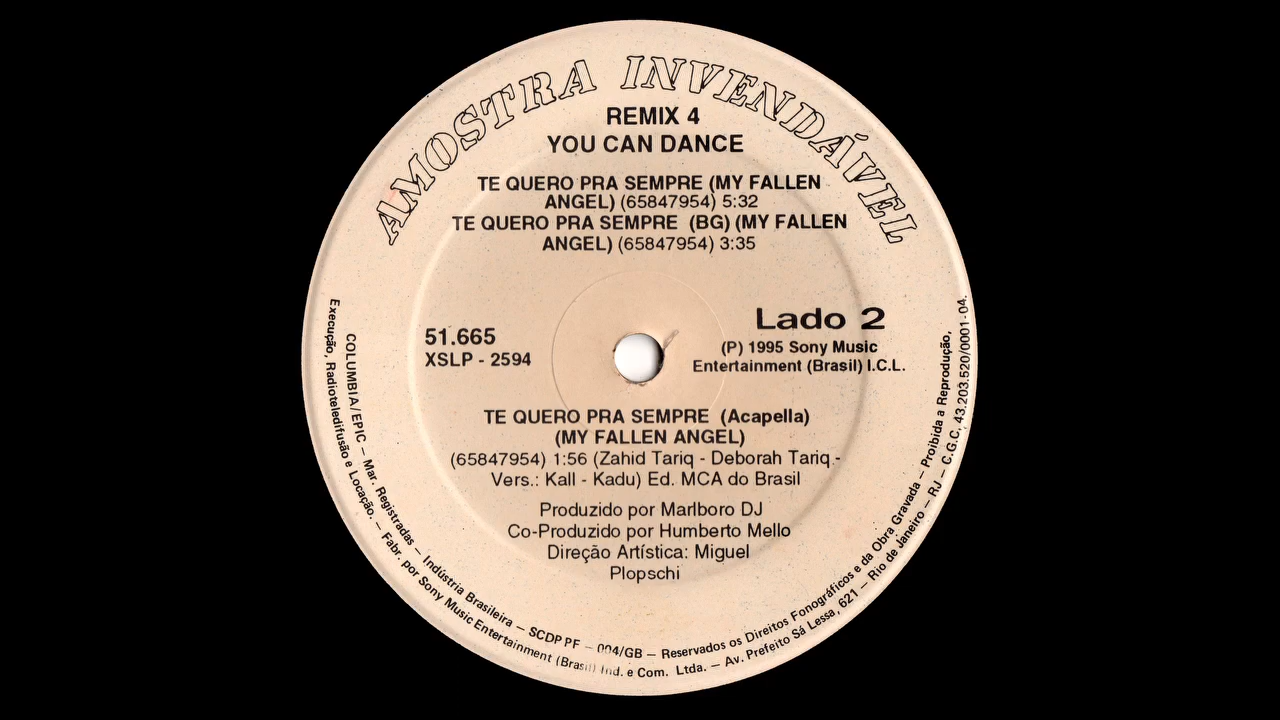 AMOSTRA INVENDÁVEL
REMIX 4
YOU CAN DANCE
TE QUERO PRA SEMPRE (MY FALLEN
ANGEL) (65847954) 5:32
TE QUERO PRA SEMPRE (BG) (MY FALLEN
ANGEL) (65847954) 3:35
51.665
XSLP - 2594
Lado 2
(P) 1995 Sony Music
Entertainment (Brasil) I.C.L.
TE QUERO PRA SEMPRE (Acapella)
(MY FALLEN ANGEL)
(65847954) 1:56 (Zahid Tariq - Deborah Tariq -
Vers.: Kall - Kadu) Ed. MCA do Brasil
Produzido por Marlboro DJ
Co-Produzido por Humberto Mello
Direção Artística: Miguel
Plopschi
COLUMBIA/EPIC — Mar. Registradas — Indústria Brasileira — SCDP PF — 004/GB — Reservados os Direitos Fonográficos e da Obra Gravada — Proibida a Reprodução,
Execução, Radioteledifusão e Locação. — Fabr. por Sony Music Entertainment (Brasil) Ind. e Com. Ltda. — Av. Prefeito Sá Lessa, 621 — Rio de Janeiro — RJ — C.G.C. 43.203.520/0001-04.